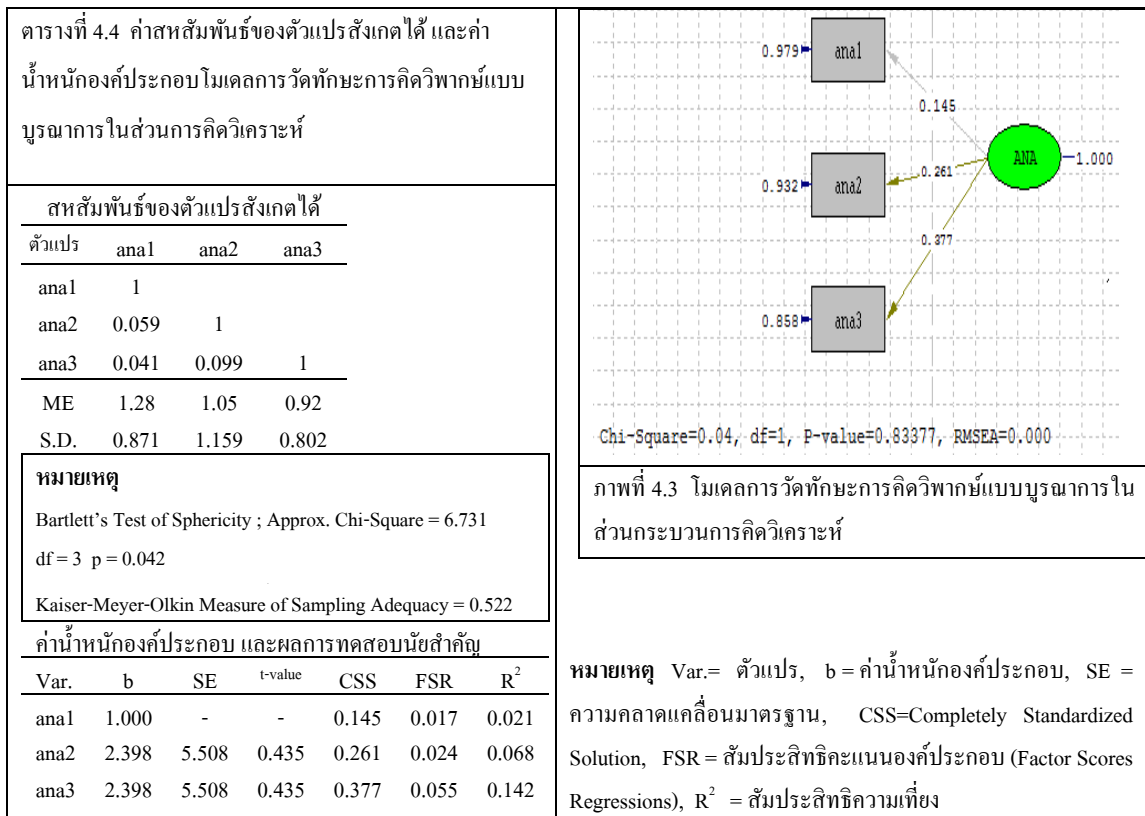 ตารางที่ 4.4 ค่าสหสัมพันธ์ของตัวแปรสังเกตได้ และค่า
น้ำหนักองค์ประกอบโมเดลการวัดทักษะการคิดวิพากษ์แบบ
บูรณาการในส่วนการคิดวิเคราะห์
สหสัมพันธ์ของตัวแปรสังเกตได้
ตัวแปร ana1 ana2 ana3
ana1 1
ana2 0.059 1
ana3 0.041 0.099 1
ME 1.28 1.05 0.92
S.D. 0.871 1.159 0.802
หมายเหตุ
Bartlett’s Test of Sphericity ; Approx. Chi-Square = 6.731
df = 3 p = 0.042
Kaiser-Meyer-Olkin Measure of Sampling Adequacy = 0.522
ค่าน้ำหนักองค์ประกอบ และผลการทดสอบนัยสำคัญ
Var. b SE t-value CSS FSR R²
ana1 1.000 - - 0.145 0.017 0.021
ana2 2.398 5.508 0.435 0.261 0.024 0.068
ana3 2.398 5.508 0.435 0.377 0.055 0.142
0.979 ana1
0.145
ANA 1.000
0.261
0.932 ana2
0.377
0.858 ana3
Chi-Square=0.04, df=1, P-value=0.83377, RMSEA=0.000
ภาพที่ 4.3 โมเดลการวัดทักษะการคิดวิพากษ์แบบบูรณาการใน
ส่วนกระบวนการคิดวิเคราะห์
หมายเหตุ Var.= ตัวแปร, b = ค่าน้ำหนักองค์ประกอบ, SE =
ความคลาดแคลื่อนมาตรฐาน, CSS=Completely Standardized
Solution, FSR = สัมประสิทธิคะแนนองค์ประกอบ (Factor Scores
Regressions), R² = สัมประสิทธิความเที่ยง